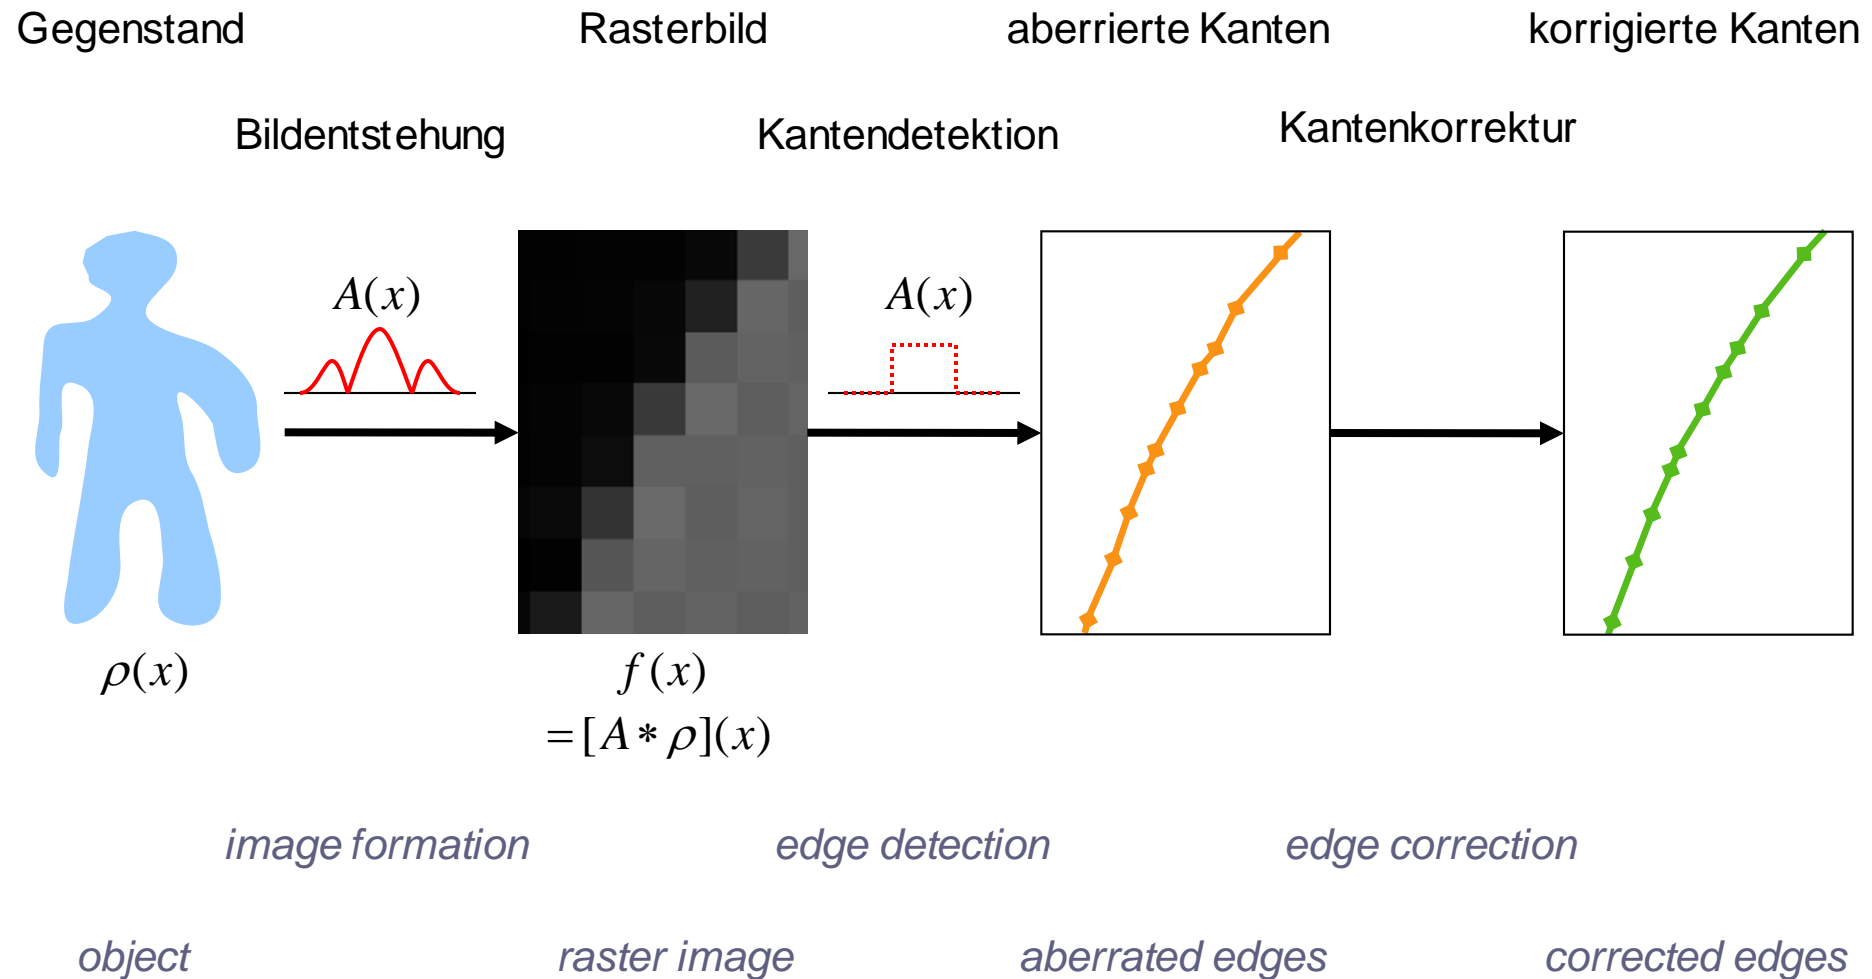 Gegenstand
Rasterbild
aberrierte Kanten
korrigierte Kanten
Bildentstehung
Kantendetektion
Kantenkorrektur
A(x)
A(x)
ρ(x)
f(x)
=[A*ρ](x)
image formation
edge detection
edge correction
object
raster image
aberrated edges
corrected edges